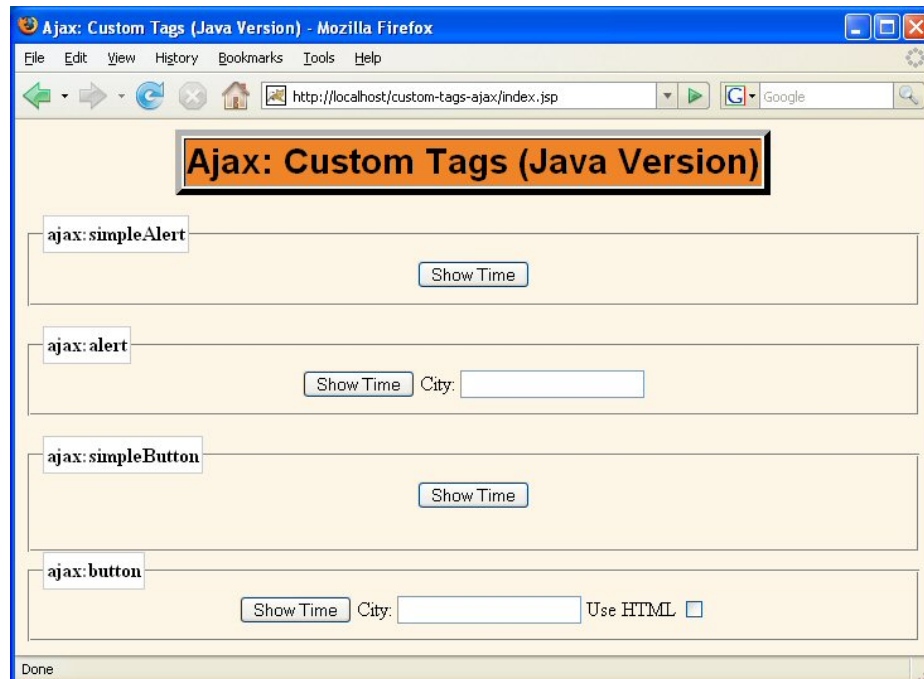 Ajax: Custom Tags (Java Version) - Mozilla Firefox
File Edit View History Bookmarks Tools Help
http://localhost/custom-tags-ajax/index.jsp G Google
Ajax: Custom Tags (Java Version)
ajax:simpleAlert
Show Time
ajax:alert
Show Time City:
ajax:simpleButton
Show Time
ajax:button
Show Time City: Use HTML
Done